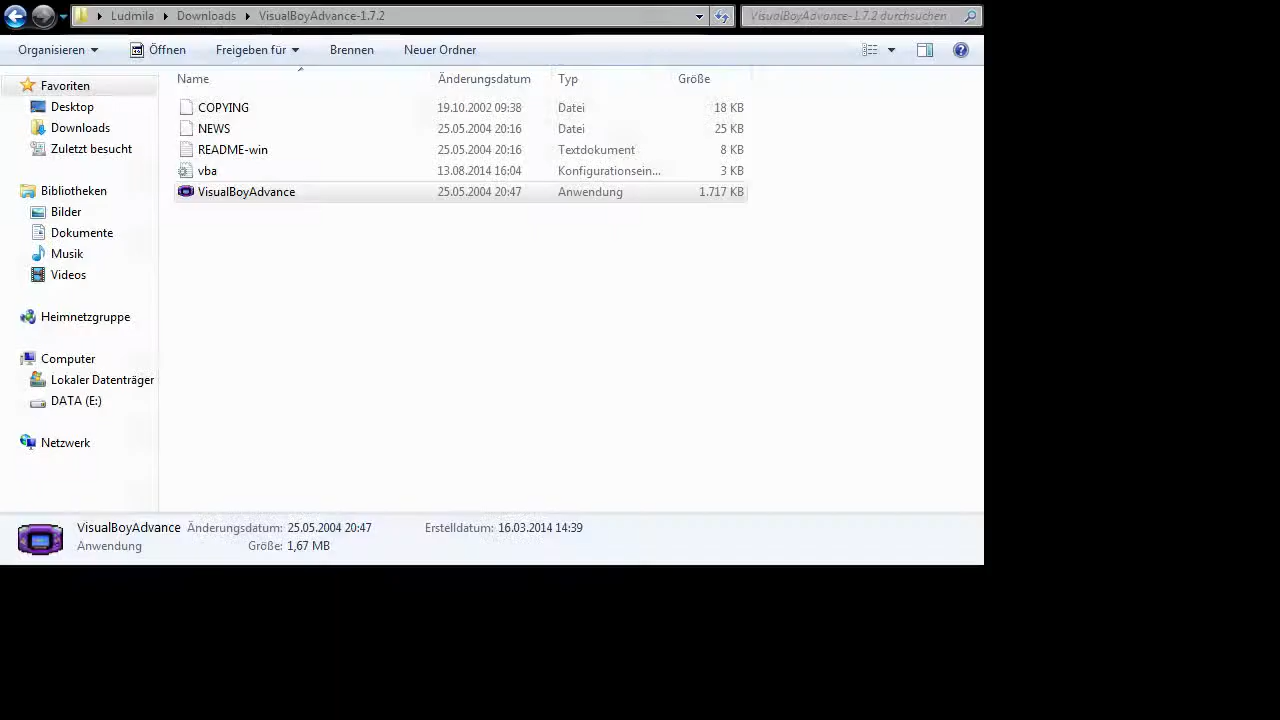 Ludmila Downloads VisualBoyAdvance-1.7.2 VisualBoyAdvance-1.7.2 durchsuchen
Organisieren Öffnen Freigeben für Brennen Neuer Ordner
Name Änderungsdatum Typ Größe
Favoriten
Desktop
Downloads
Zuletzt besucht
Bibliotheken
Bilder
Dokumente
Musik
Videos
Heimnetzgruppe
Computer
Lokaler Datenträger
DATA (E:)
Netzwerk
COPYING 19.10.2002 09:38 Datei 18 KB
NEWS 25.05.2004 20:16 Datei 25 KB
README-win 25.05.2004 20:16 Textdokument 8 KB
vba 13.08.2014 16:04 Konfigurationsein... 3 KB
VisualBoyAdvance 25.05.2004 20:47 Anwendung 1.717 KB
VisualBoyAdvance Änderungsdatum: 25.05.2004 20:47 Erstelldatum: 16.03.2014 14:39
Anwendung Größe: 1,67 MB